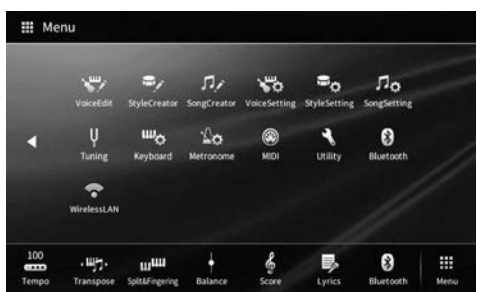 Menu
VoiceEdit StyleCreator SongCreator VoiceSetting StyleSetting SongSetting
Tuning Keyboard Metronome MIDI Utility Bluetooth
WirelessLAN
100
Tempo Transpose Split&Fingering Balance Score Lyrics Bluetooth Menu